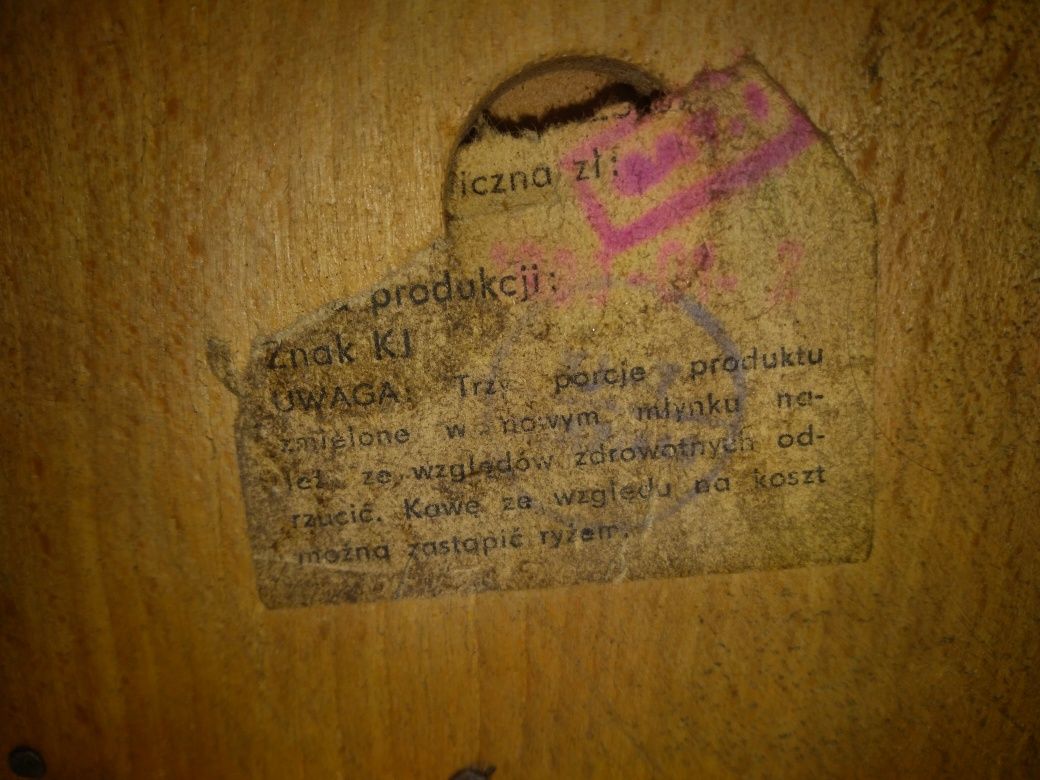 iczna zł:
produkcji:
Znak KJ
UWAGA: Trzy porcje produktu
zmielone w nowym młynku na-
leż. ze względów zdrowotnych od-
rzucić. Kawę ze względu na koszt
można zastąpić ryżem.